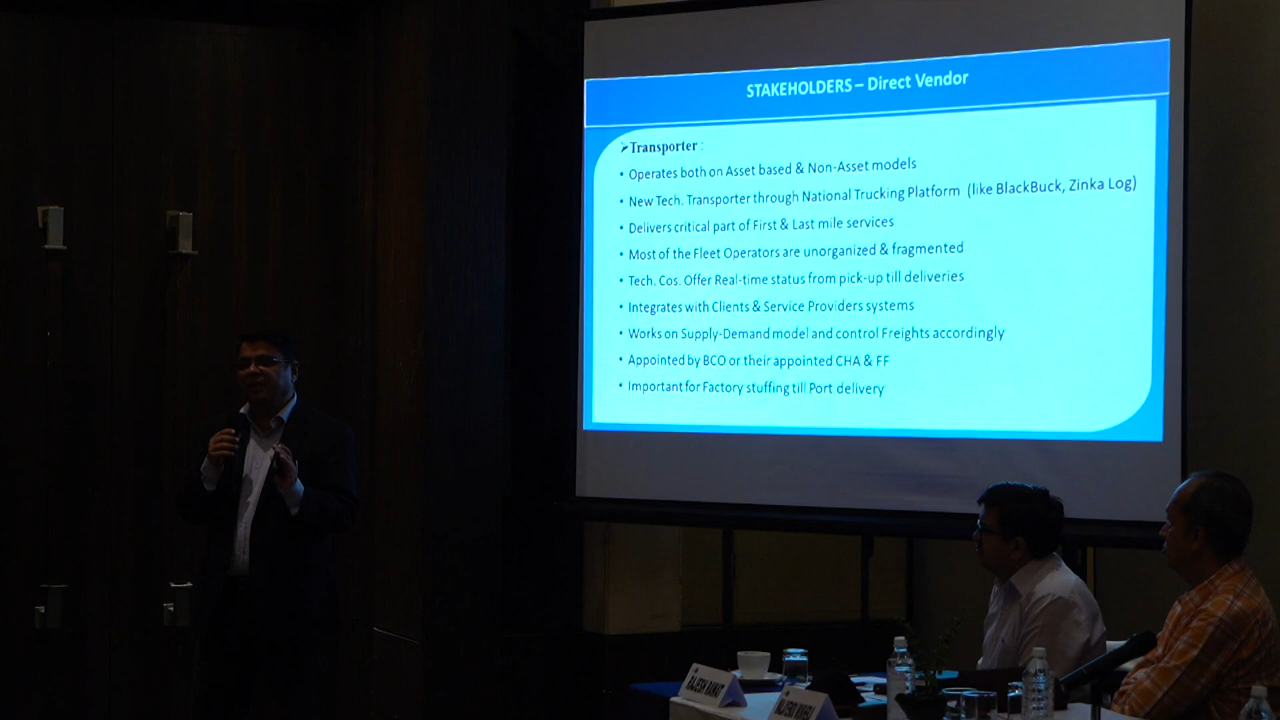 STAKEHOLDERS – Direct Vendor
➢Transporter :
• Operates both on Asset based & Non-Asset models
• New Tech. Transporter through National Trucking Platform (like BlackBuck, Zinka Log)
• Delivers critical part of First & Last mile services
• Most of the Fleet Operators are unorganized & fragmented
• Tech. Cos. Offer Real-time status from pick-up till deliveries
• Integrates with Clients & Service Providers systems
• Works on Supply-Demand model and control Freights accordingly
• Appointed by BCO or their appointed CHA & FF
• Important for Factory stuffing till Port delivery
RAJESH RAWAT